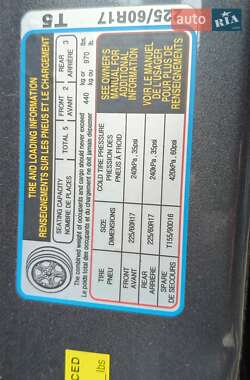 AUTO RIA
25/60R17
T5
TIRE AND LOADING INFORMATION
RENSEIGNEMENTS SUR LES PNEUS ET LE CHARGEMENT
SEATING CAPACITY
NOMBRE DE PLACES
TOTAL 5
FRONT
AVANT 2
REAR
ARRIÈRE 3
The combined weight of occupants and cargo should never exceed
Le poids total des occupants et du chargement ne doit jamais dépasser
440 kg or 970 lbs.
kg ou lb.
TIRE
PNEU
SIZE
DIMENSIONS
COLD TIRE PRESSURE
PRESSION DES
PNEUS À FROID
SEE OWNER'S
MANUAL FOR
ADDITIONAL
INFORMATION
VOIR LE MANUEL
POUR PLUS DE
RENSEIGNEMENTS
FRONT
AVANT
225/60R17
240kPa, 35psi
REAR
ARRIÈRE
225/60R17
240kPa, 35psi
SPARE
DE SECOURS
T155/90D16
420kPa, 60psi
CED
lbs